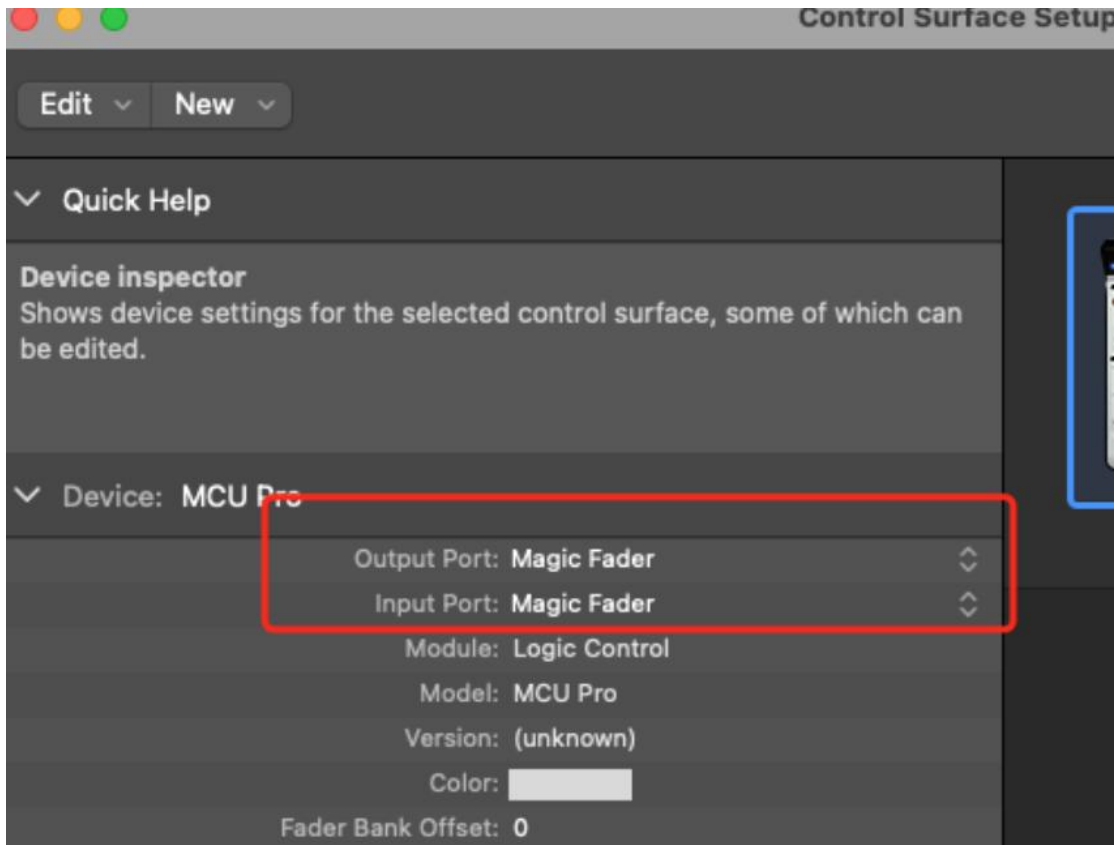 Control Surface Setup
Edit New
Quick Help
Device inspector
Shows device settings for the selected control surface, some of which can
be edited.
Device: MCU Pro
Output Port: Magic Fader
Input Port: Magic Fader
Module: Logic Control
Model: MCU Pro
Version: (unknown)
Color:
Fader Bank Offset: 0